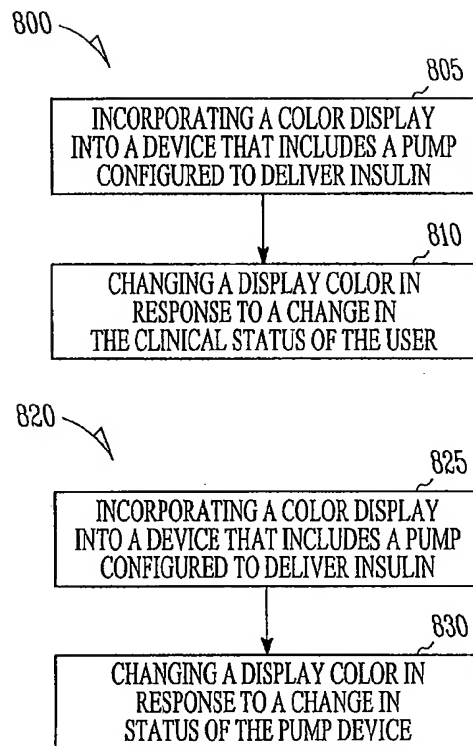 800
805
INCORPORATING A COLOR DISPLAY
INTO A DEVICE THAT INCLUDES A PUMP
CONFIGURED TO DELIVER INSULIN
810
CHANGING A DISPLAY COLOR IN
RESPONSE TO A CHANGE IN
THE CLINICAL STATUS OF THE USER
820
825
INCORPORATING A COLOR DISPLAY
INTO A DEVICE THAT INCLUDES A PUMP
CONFIGURED TO DELIVER INSULIN
830
CHANGING A DISPLAY COLOR IN
RESPONSE TO A CHANGE IN
STATUS OF THE PUMP DEVICE